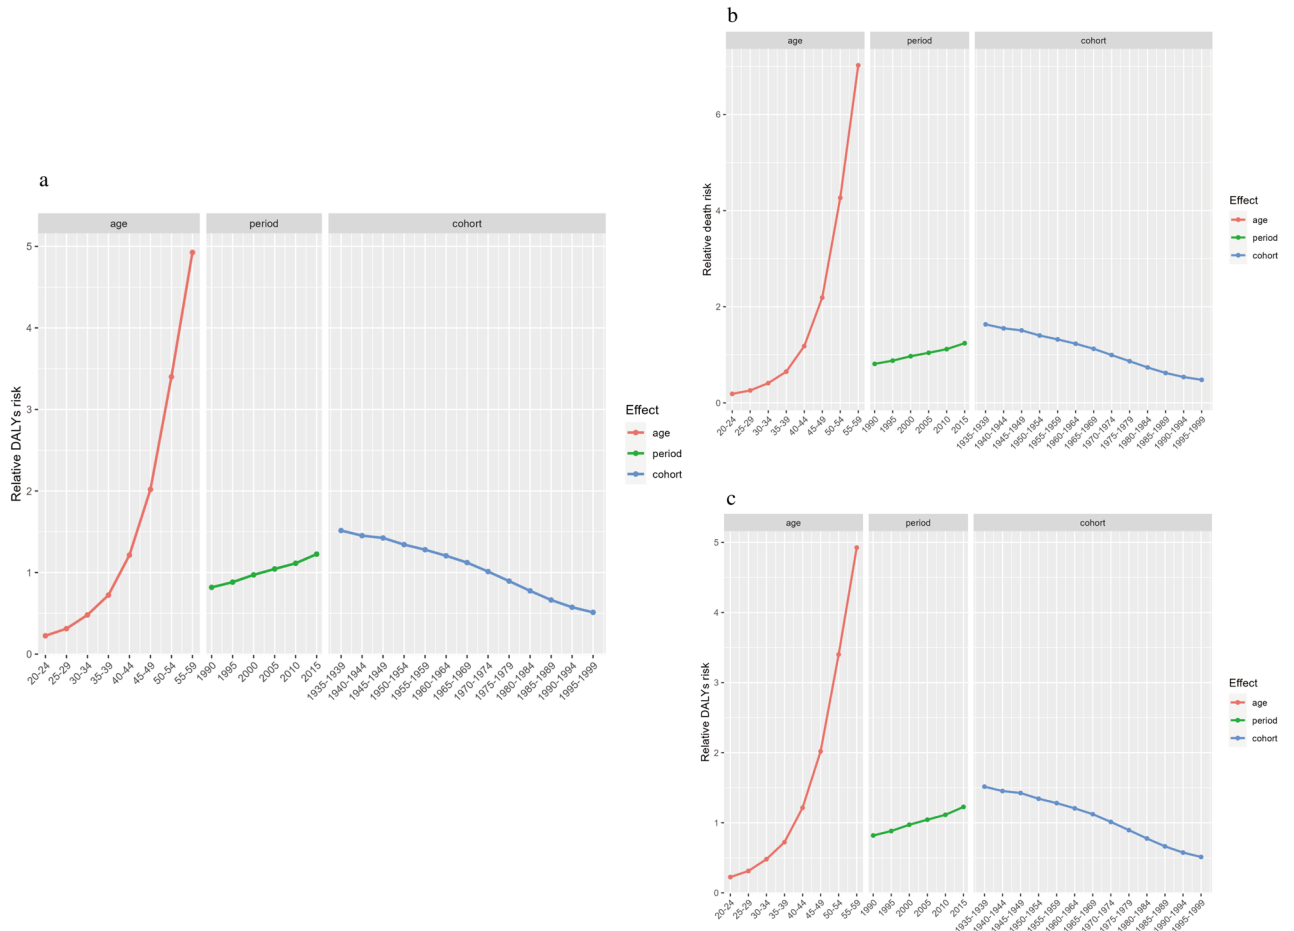 a
age period cohort
5
4
3
2
1
0
Relative DALY's risk
20-24 25-29 30-34 35-39 40-44 45-49 50-54 55-59 1990 1995 2000 2005 2010 2015 1935-1939 1940-1944 1945-1949 1950-1954 1955-1959 1960-1964 1965-1969 1970-1974 1975-1979 1980-1984 1985-1989 1990-1994 1995-1999
Effect
age
period
cohort
b
age period cohort
6
4
2
0
Relative death risk
20-24 25-29 30-34 35-39 40-44 45-49 50-54 55-59 1990 1995 2000 2005 2010 2015 1935-1939 1940-1944 1945-1949 1950-1954 1955-1959 1960-1964 1965-1969 1970-1974 1975-1979 1980-1984 1985-1989 1990-1994 1995-1999
Effect
age
period
cohort
c
age period cohort
5
4
3
2
1
0
Relative DALY's risk
20-24 25-29 30-34 35-39 40-44 45-49 50-54 55-59 1990 1995 2000 2005 2010 2015 1935-1939 1940-1944 1945-1949 1950-1954 1955-1959 1960-1964 1965-1969 1970-1974 1975-1979 1980-1984 1985-1989 1990-1994 1995-1999
Effect
age
period
cohort